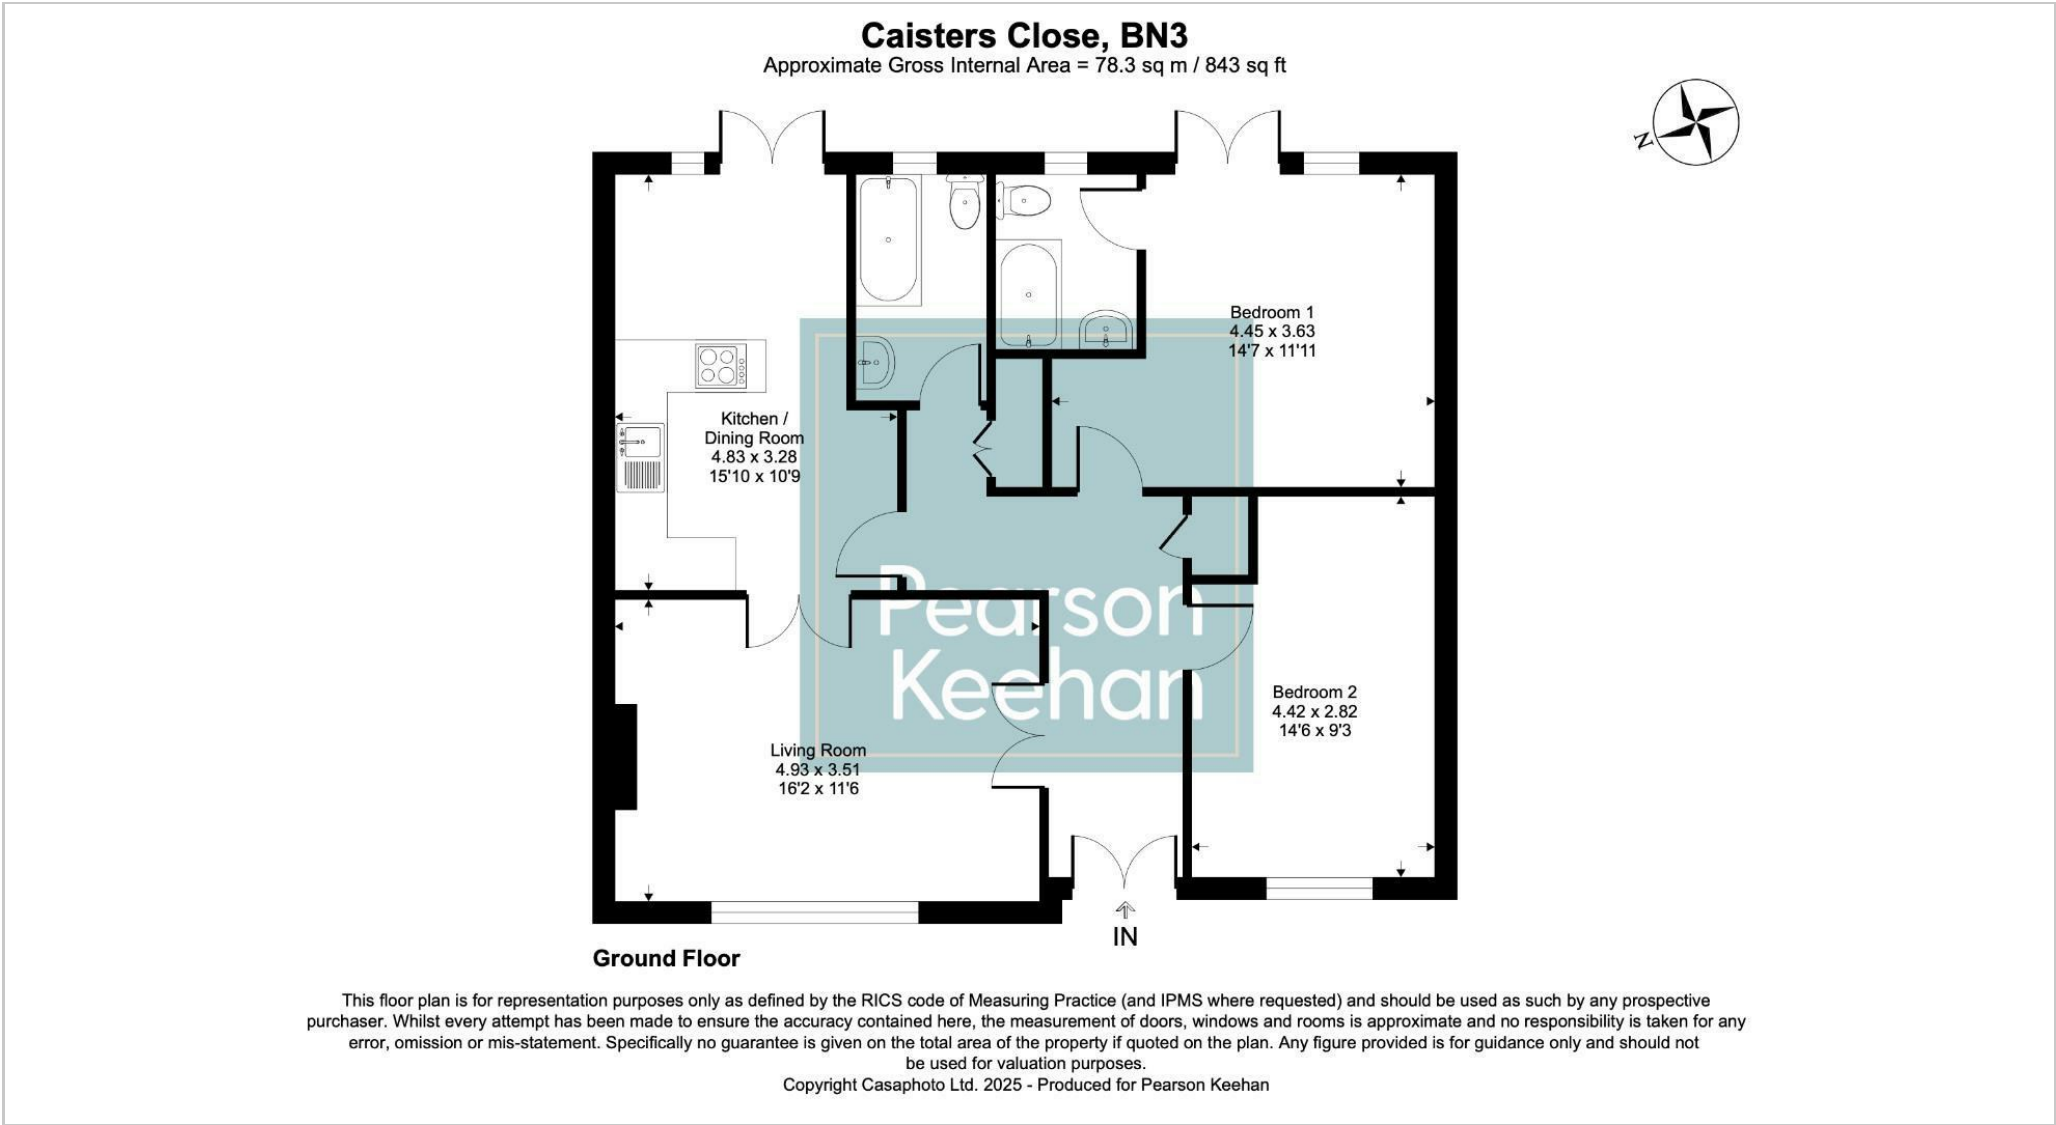 Caisters Close, BN3
Approximate Gross Internal Area = 78.3 sq m / 843 sq ft
N
Bedroom 1
4.45 x 3.63
14'7 x 11'11
Kitchen /
Dining Room
4.83 x 3.28
15'10 x 10'9
Pearson
Keehan
Bedroom 2
4.42 x 2.82
14'6 x 9'3
Living Room
4.93 x 3.51
16'2 x 11'6
IN
Ground Floor
This floor plan is for representation purposes only as defined by the RICS code of Measuring Practice (and IPMS where requested) and should be used as such by any prospective
purchaser. Whilst every attempt has been made to ensure the accuracy contained here, the measurement of doors, windows and rooms is approximate and no responsibility is taken for any
error, omission or mis-statement. Specifically no guarantee is given on the total area of the property if quoted on the plan. Any figure provided is for guidance only and should not
be used for valuation purposes.
Copyright Casaphoto Ltd. 2025 - Produced for Pearson Keehan